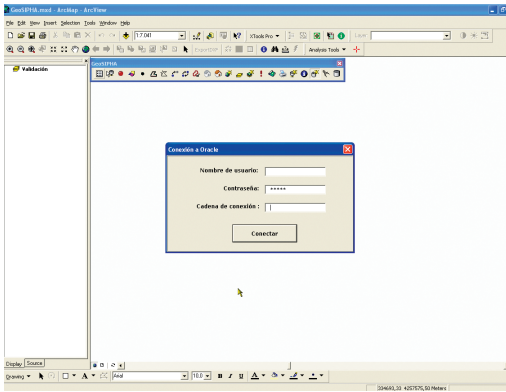 GeoSIPHA.mxd - ArcMap - ArcView
File Edit View Insert Selection Tools Window Help
1:7.041
XTools Pro
Layer
Analysis Tools
GeoSIPHA
Validación
Conexión a Oracle
Nombre de usuario:
Contraseña: *****
Cadena de conexión :
Conectar
Display Source
Drawing A Arial 10,0 B I U A
334693,33 4257575,50 Meters